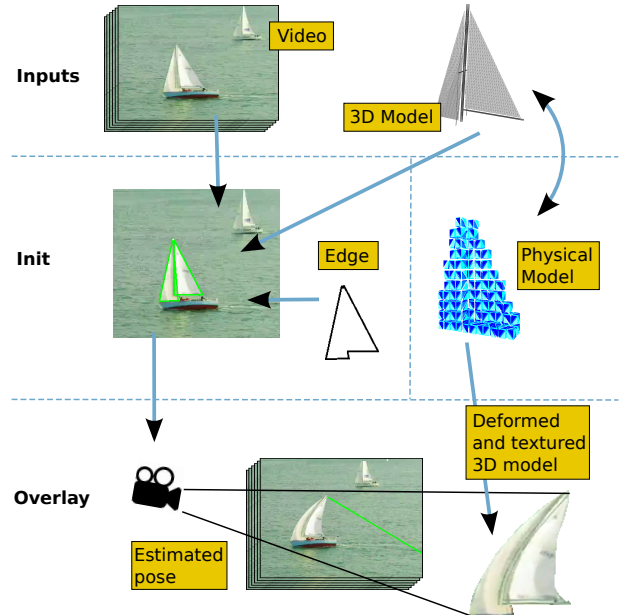 Video
Inputs
3D Model
Edge
Init
Physical
Model
Deformed
and textured
3D model
Overlay
Estimated
pose